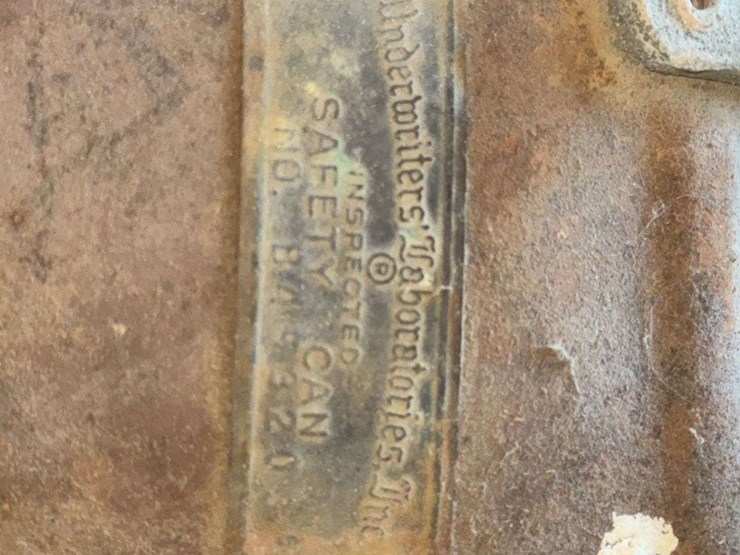 Underwriters' Laboratories, Inc
®
INSPECTED
SAFETY CAN
NO.